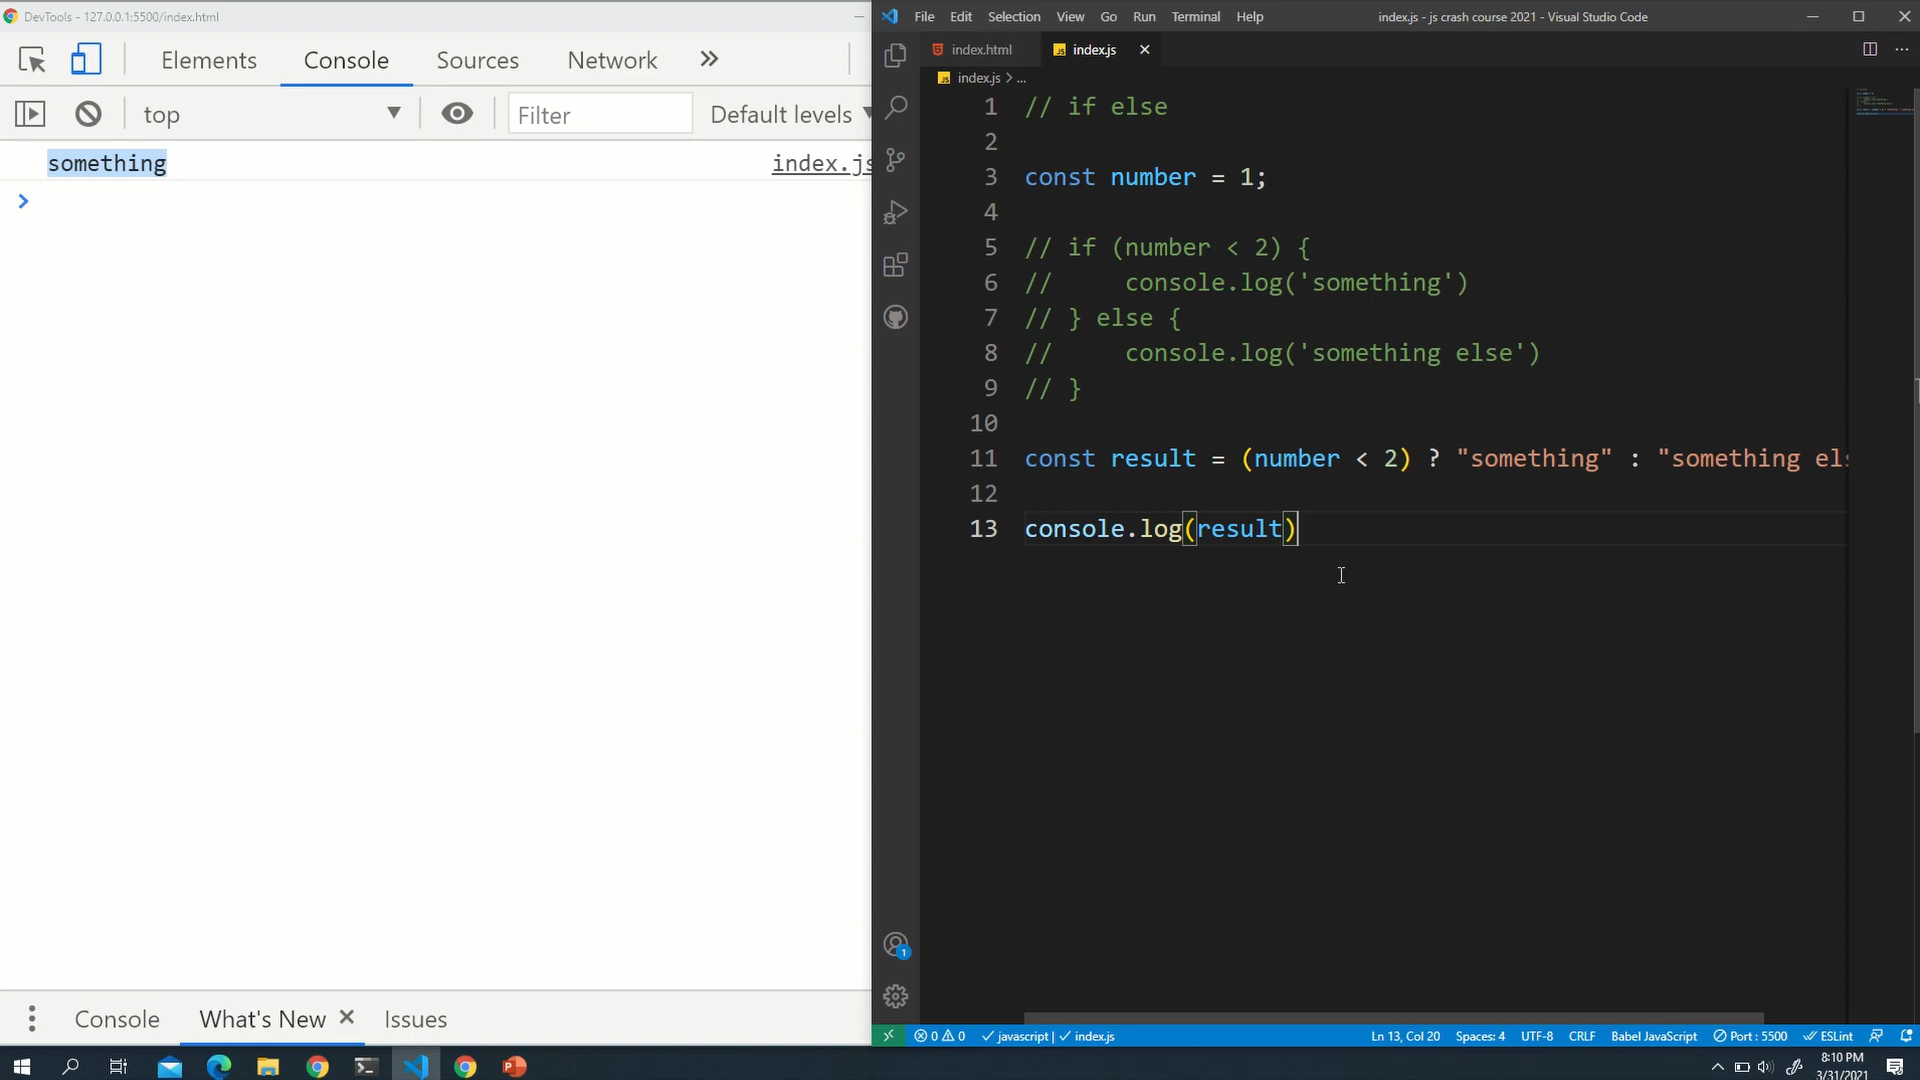 DevTools - 127.0.0.1:5500/index.html
Elements Console Sources Network
top Filter Default levels
something index.js
Console What's New Issues
File Edit Selection View Go Run Terminal Help index.js - js crash course 2021 - Visual Studio Code
index.html index.js
index.js > ...
1 // if else
2
3 const number = 1;
4
5 // if (number < 2) {
6 // console.log('something')
7 // } else {
8 // console.log('something else')
9 // }
10
11 const result = (number < 2) ? "something" : "something els
12
13 console.log(result)
1
0 0 javascript | index.js Ln 13, Col 20 Spaces: 4 UTF-8 CRLF Babel JavaScript Port : 5500 ESLint
8:10 PM
3/31/2021